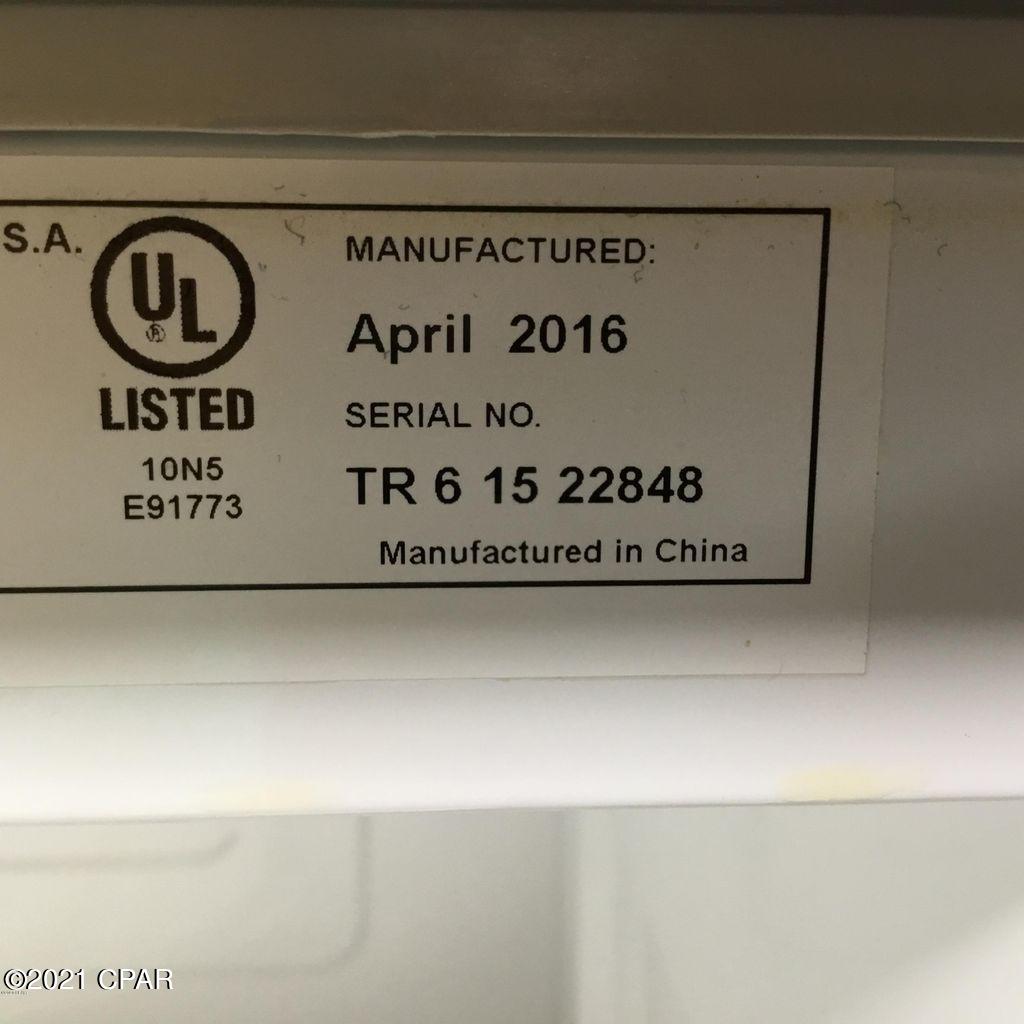 S.A.
UL
®
LISTED
10N5
E91773
MANUFACTURED:
April 2016
SERIAL NO.
TR 6 15 22848
Manufactured in China
©2021 CPAR